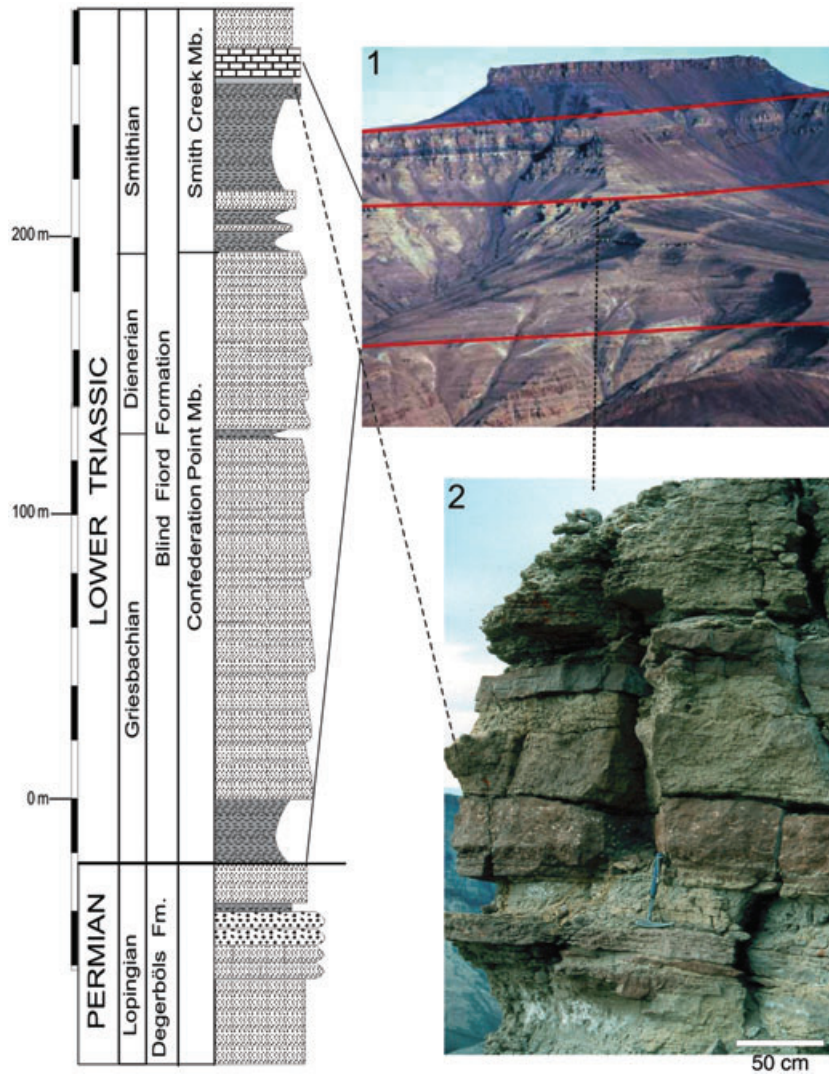 LOWER TRIASSIC
PERMIAN
Smithian
Dienerian
Griesbachian
Lopingian
Blind Fiord Formation
Degerböls Fm.
Smith Creek Mb.
Confederation Point Mb.
200 m
100 m
0 m
1
2
50 cm